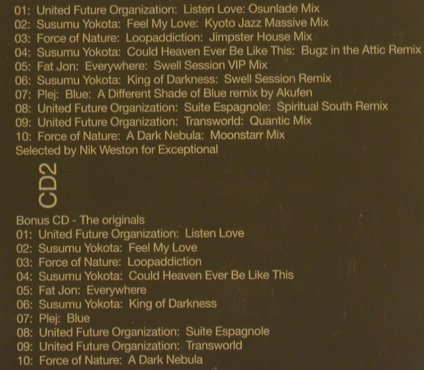 01: United Future Organization: Listen Love: Osunlade Mix
02: Susumu Yokota: Feel My Love: Kyoto Jazz Massive Mix
03: Force of Nature: Loopaddiction: Jimpster House Mix
04: Susumu Yokota: Could Heaven Ever Be Like This: Bugz in the Attic Remix
05: Fat Jon: Everywhere: Swell Session VIP Mix
06: Susumu Yokota: King of Darkness: Swell Session Remix
07: Plej: Blue: A Different Shade of Blue remix by Akufen
08: United Future Organization: Suite Espagnole: Spiritual South Remix
09: United Future Organization: Transworld: Quantic Mix
10: Force of Nature: A Dark Nebula: Moonstarr Mix
Selected by Nik Weston for Exceptional
CD2
Bonus CD - The originals
01: United Future Organization: Listen Love
02: Susumu Yokota: Feel My Love
03: Force of Nature: Loopaddiction
04: Susumu Yokota: Could Heaven Ever Be Like This
05: Fat Jon: Everywhere
06: Susumu Yokota: King of Darkness
07: Plej: Blue
08: United Future Organization: Suite Espagnole
09: United Future Organization: Transworld
10: Force of Nature: A Dark Nebula